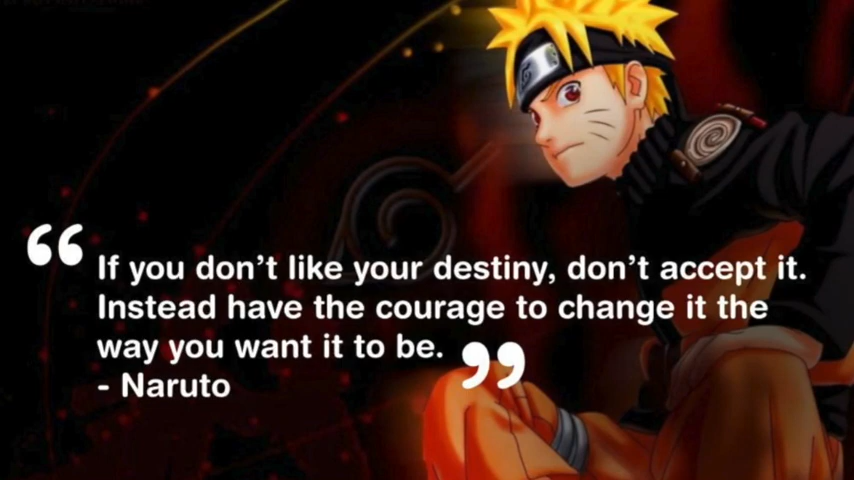 “ If you don’t like your destiny, don’t accept it.
Instead have the courage to change it the
way you want it to be. ”
- Naruto